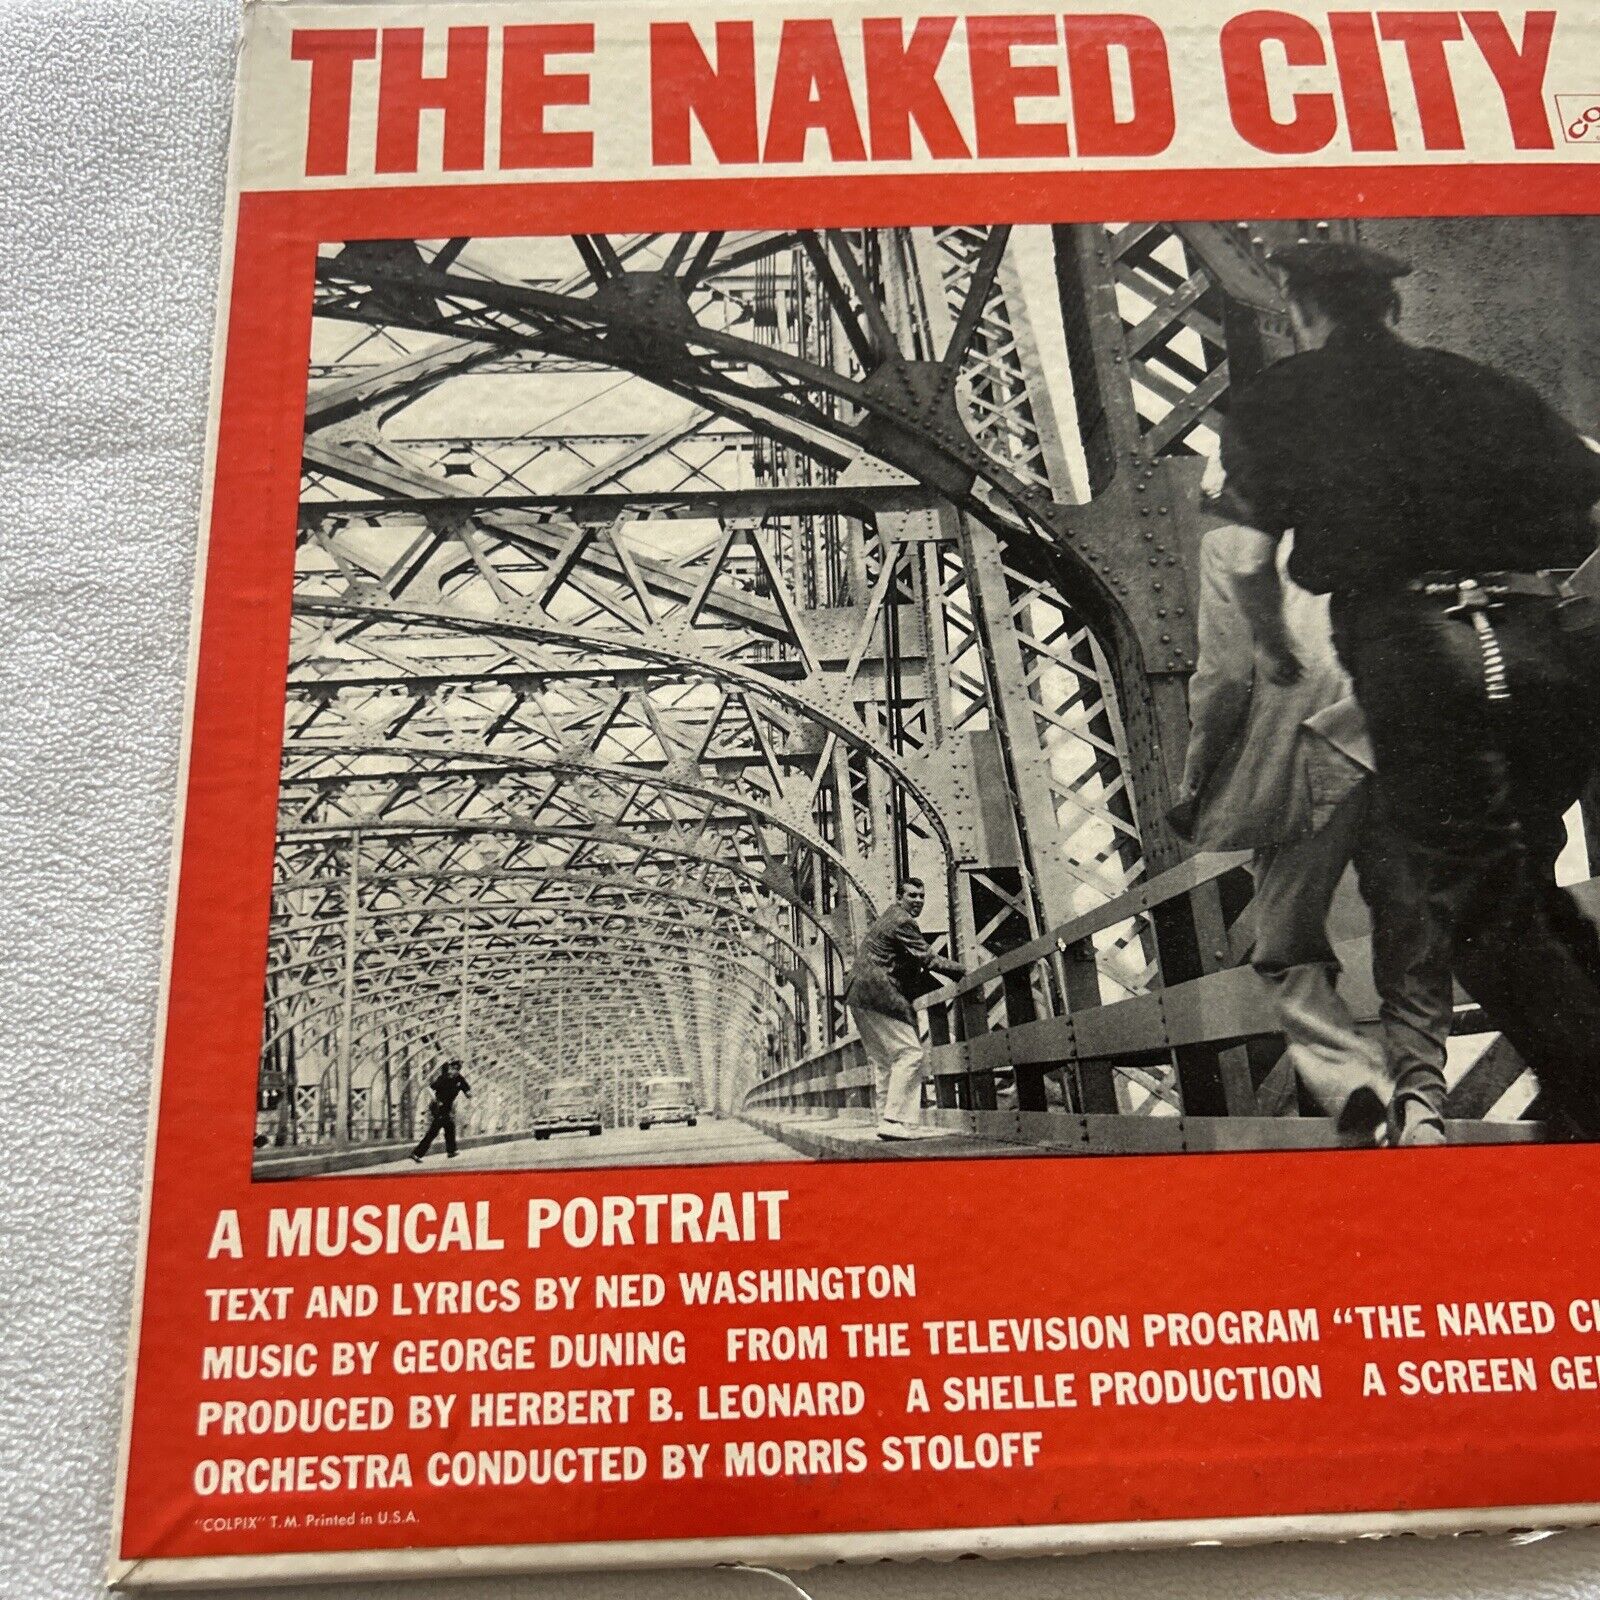 THE NAKED CITY
A MUSICAL PORTRAIT
TEXT AND LYRICS BY NED WASHINGTON
MUSIC BY GEORGE DUNING FROM THE TELEVISION PROGRAM "THE NAKED
PRODUCED BY HERBERT B. LEONARD A SHELLE PRODUCTION A SCREEN
ORCHESTRA CONDUCTED BY MORRIS STOLOFF
"COLPIX" T.M. Printed in U.S.A.